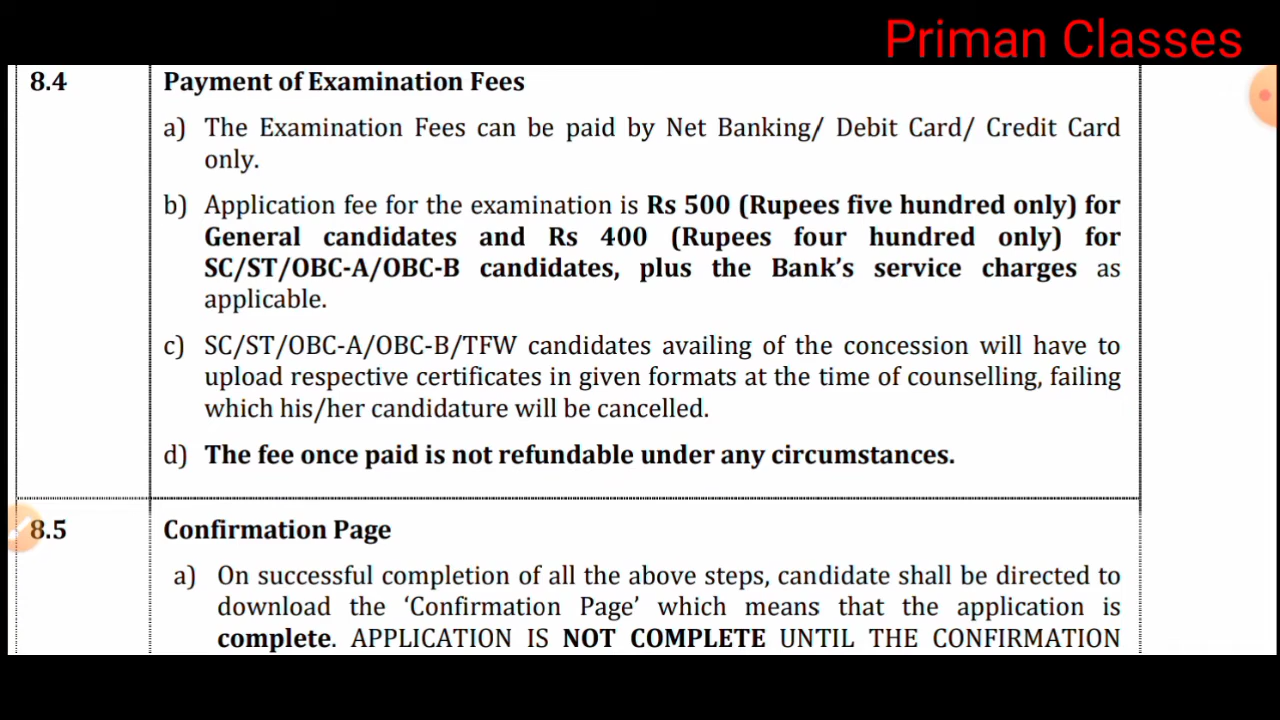 Priman Classes
8.4 Payment of Examination Fees
a) The Examination Fees can be paid by Net Banking/ Debit Card/ Credit Card
only.
b) Application fee for the examination is Rs 500 (Rupees five hundred only) for
General candidates and Rs 400 (Rupees four hundred only) for
SC/ST/OBC-A/OBC-B candidates, plus the Bank’s service charges as
applicable.
c) SC/ST/OBC-A/OBC-B/TFW candidates availing of the concession will have to
upload respective certificates in given formats at the time of counselling, failing
which his/her candidature will be cancelled.
d) The fee once paid is not refundable under any circumstances.
8.5 Confirmation Page
a) On successful completion of all the above steps, candidate shall be directed to
download the ‘Confirmation Page’ which means that the application is
complete. APPLICATION IS NOT COMPLETE UNTIL THE CONFIRMATION